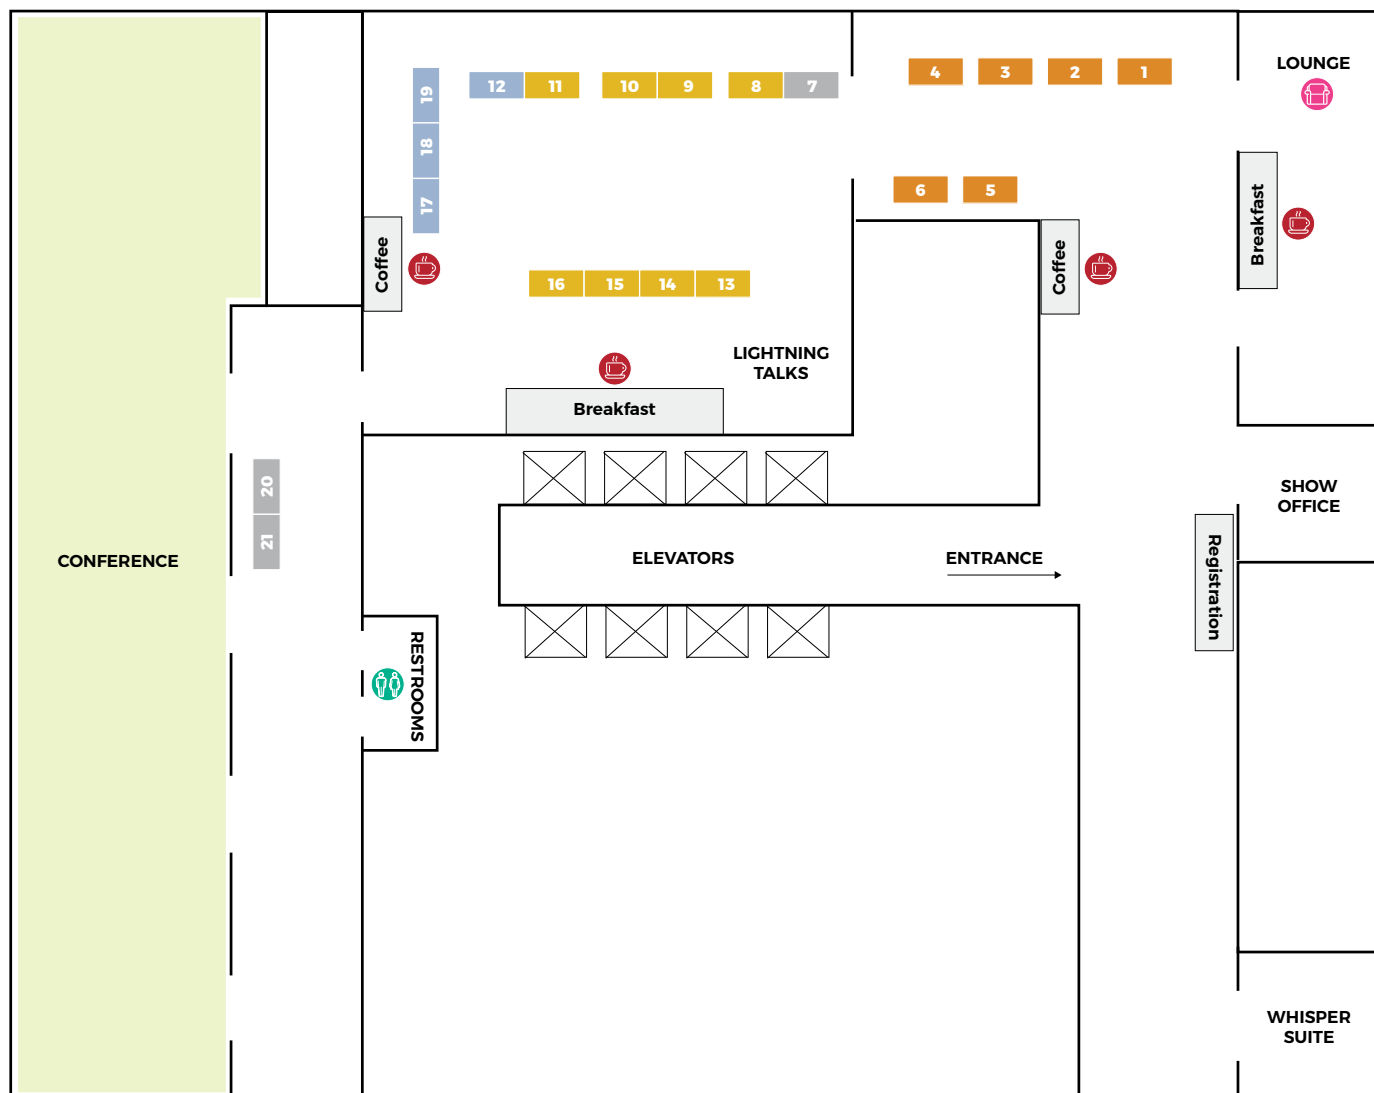 LOUNGE
4
3
2
1
12
11
10
9
8
7
19
18
17
6
5
Breakfast
Coffee
Coffee
16
15
14
13
LIGHTNING
TALKS
Breakfast
20
21
SHOW
OFFICE
CONFERENCE
ELEVATORS
ENTRANCE
Registration
RESTROOMS
WHISPER
SUITE